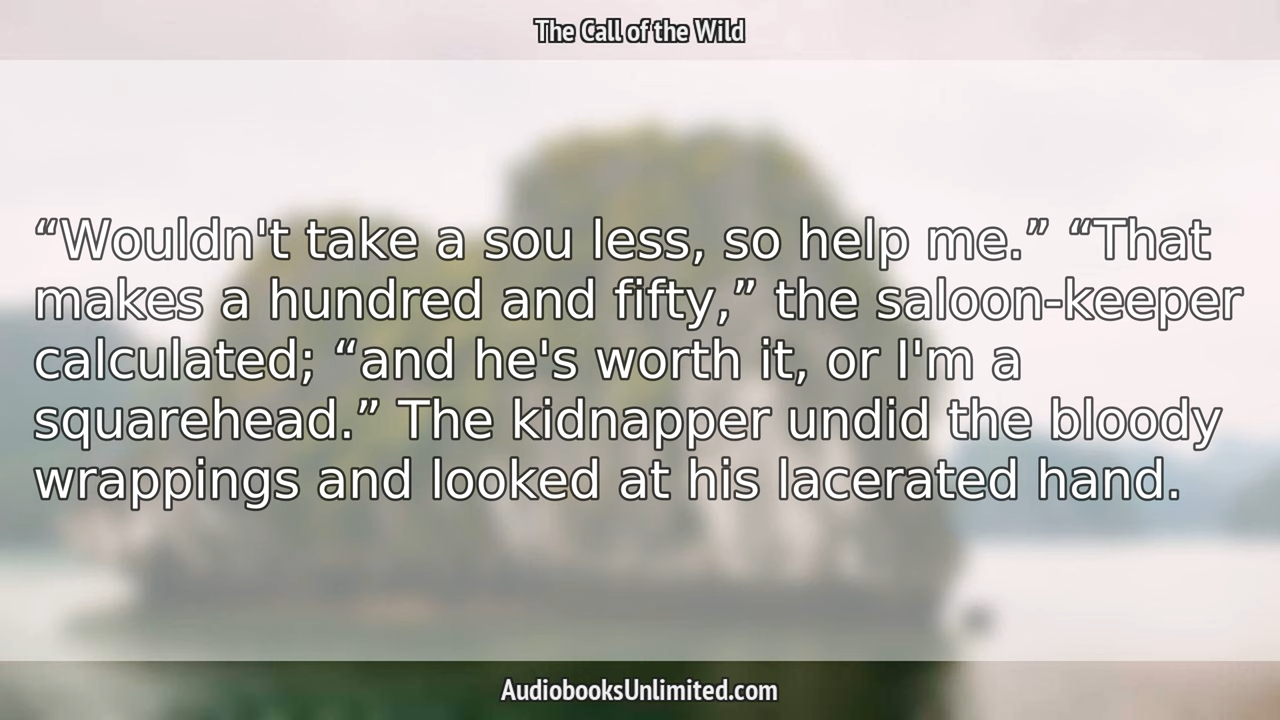 The Call of the Wild
“Wouldn't take a sou less, so help me.” “That
makes a hundred and fifty,” the saloon-keeper
calculated; “and he's worth it, or I'm a
squarehead.” The kidnapper undid the bloody
wrappings and looked at his lacerated hand.
AudiobooksUnlimited.com